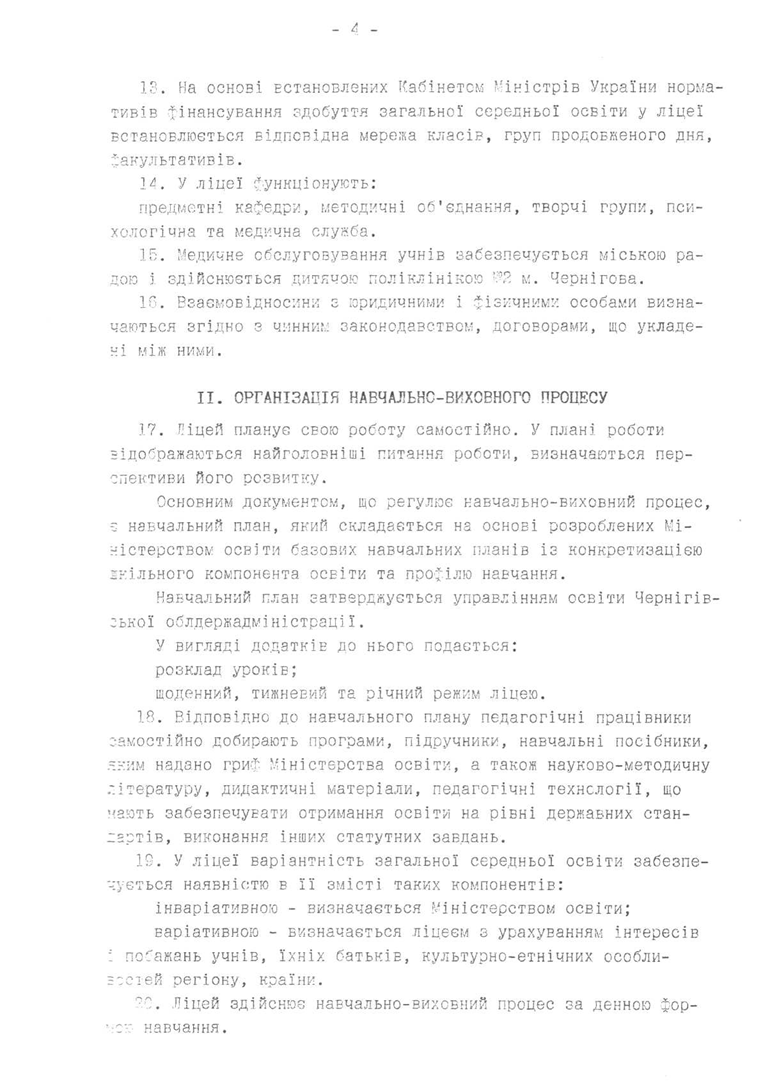 - 4 -
13. На основі встановлених Кабінетом Міністрів України норма-
тивів фінансування здобуття загальної середньої освіти у ліцеї
встановлюється відповідна мережа класів, груп продовженого дня,
факультативів.
14. У ліцеї функціонують:
предметні кафедри, методичні об'єднання, творчі групи, пси-
хологічна та медична служба.
15. Медичне обслуговування учнів забезпечується міською ра-
дою і здійснюється дитячою поліклінікою №2 м. Чернігова.
16. Взаємовідносини з юридичними і фізичними особами визна-
чаються згідно з чинним законодавством, договорами, що укладе-
ні між ними.
II. ОРГАНІЗАЦІЯ НАВЧАЛЬНО-ВИХОВНОГО ПРОЦЕСУ
17. Ліцей планує свою роботу самостійно. У плані роботи
відображаються найголовніші питання роботи, визначаються пер-
спективи його розвитку.
Основним документом, що регулює навчально-виховний процес,
є навчальний план, який складається на основі розроблених Мі-
ністерством освіти базових навчальних планів із конкретизацією
шкільного компонента освіти та профілю навчання.
Навчальний план затверджується управлінням освіти Чернігів-
ської облдержадміністрації.
У вигляді додатків до нього подається:
розклад уроків;
щоденний, тижневий та річний режим ліцею.
18. Відповідно до навчального плану педагогічні працівники
самостійно добирають програми, підручники, навчальні посібники,
яким надано гриф Міністерства освіти, а також науково-методичну
літературу, дидактичні матеріали, педагогічні технології, що
мають забезпечувати отримання освіти на рівні державних стан-
дартів, виконання інших статутних завдань.
19. У ліцеї варіантність загальної середньої освіти забезпе-
чується наявністю в її змісті таких компонентів:
інваріативною - визначається Міністерством освіти;
варіативною - визначається ліцеєм з урахуванням інтересів
і побажань учнів, їхніх батьків, культурно-етнічних особли-
востей регіону, країни.
20. Ліцей здійснює навчально-виховний процес за денною фор-
мою навчання.